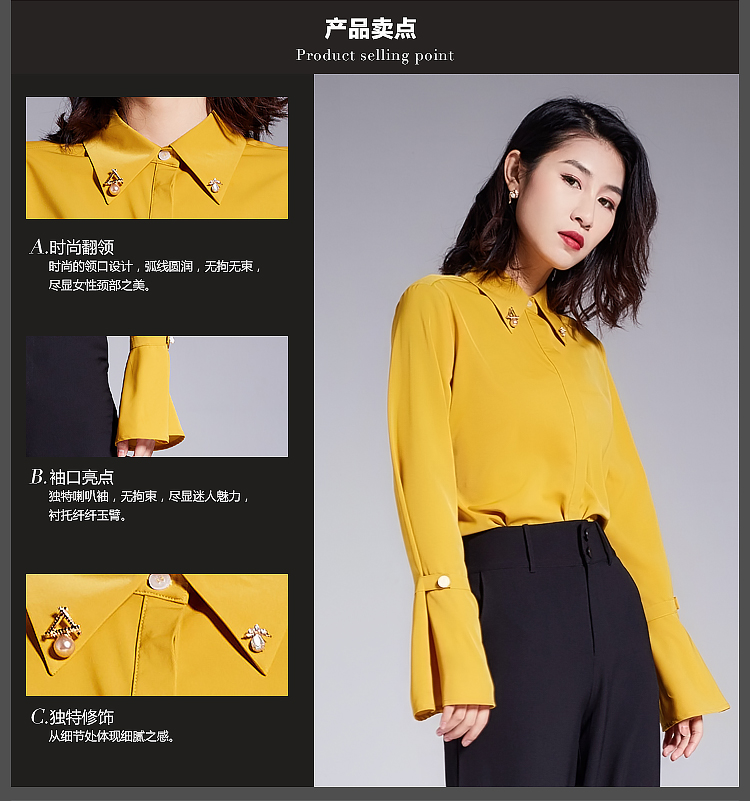 产品卖点
Product selling point
A.时尚翻领
时尚的领口设计，弧线圆润，无拘无束，
尽显女性颈部之美。
B.袖口亮点
独特喇叭袖，无拘束，尽显迷人魅力，
衬托纤纤玉臂。
C.独特修饰
从细节处体现细腻之感。